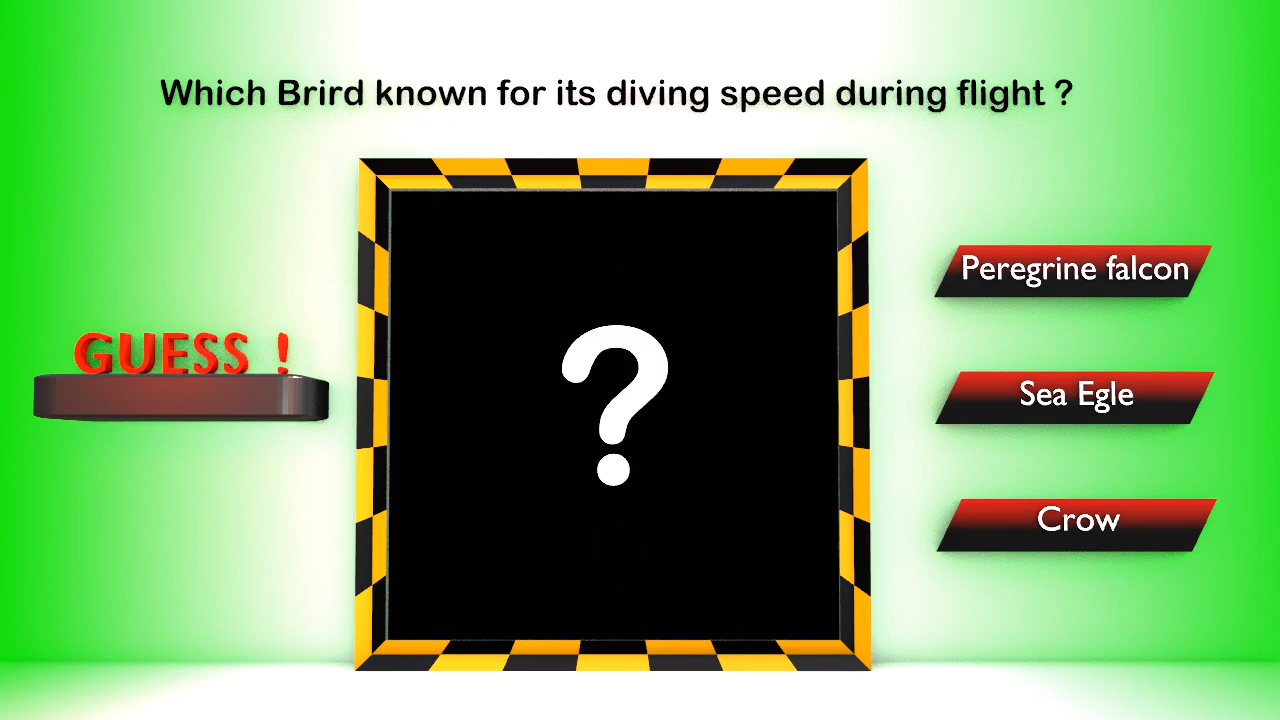 Which Brird known for its diving speed during flight ?
GUESS !
?
Peregrine falcon
Sea Egle
Crow